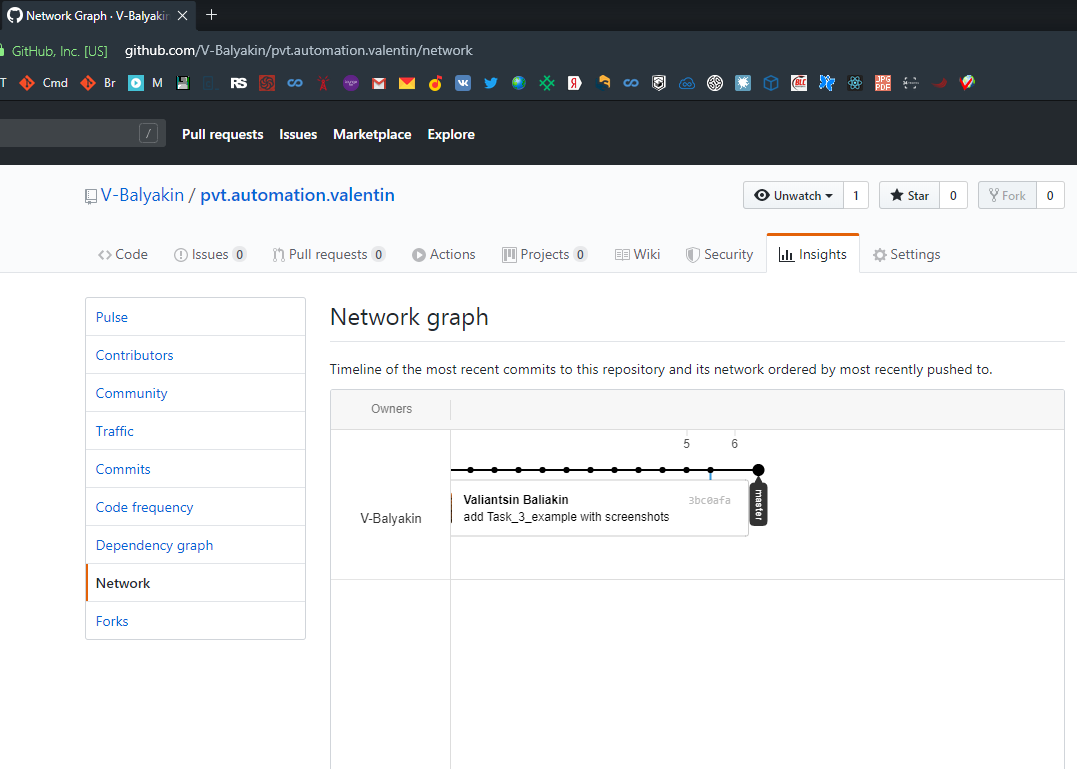 Network Graph · V-Balyakin
GitHub, Inc. [US] github.com/V-Balyakin/pvt.automation.valentin/network
T Cmd Br M RS
/ Pull requests Issues Marketplace Explore
V-Balyakin / pvt.automation.valentin
Unwatch 1 Star 0 Fork 0
Code Issues 0 Pull requests 0 Actions Projects 0 Wiki Security Insights Settings
Pulse
Contributors
Community
Traffic
Commits
Code frequency
Dependency graph
Network
Forks
Network graph
Timeline of the most recent commits to this repository and its network ordered by most recently pushed to.
Owners
5 6
V-Balyakin
Valiantsin Baliakin 3bc0afa
add Task_3_example with screenshots
master